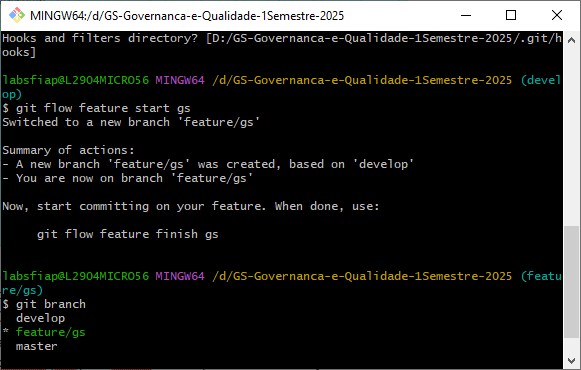 MINGW64:/d/GS-Governanca-e-Qualidade-1Semestre-2025
Hooks and filters directory? [D:/GS-Governanca-e-Qualidade-1Semestre-2025/.git/h
ooks]
labsfiap@L2904MICRO56 MINGW64 /d/GS-Governanca-e-Qualidade-1Semestre-2025 (devel
op)
$ git flow feature start gs
Switched to a new branch 'feature/gs'
Summary of actions:
- A new branch 'feature/gs' was created, based on 'develop'
- You are now on branch 'feature/gs'
Now, start committing on your feature. When done, use:
git flow feature finish gs
labsfiap@L2904MICRO56 MINGW64 /d/GS-Governanca-e-Qualidade-1Semestre-2025 (featu
re/gs)
$ git branch
develop
* feature/gs
master